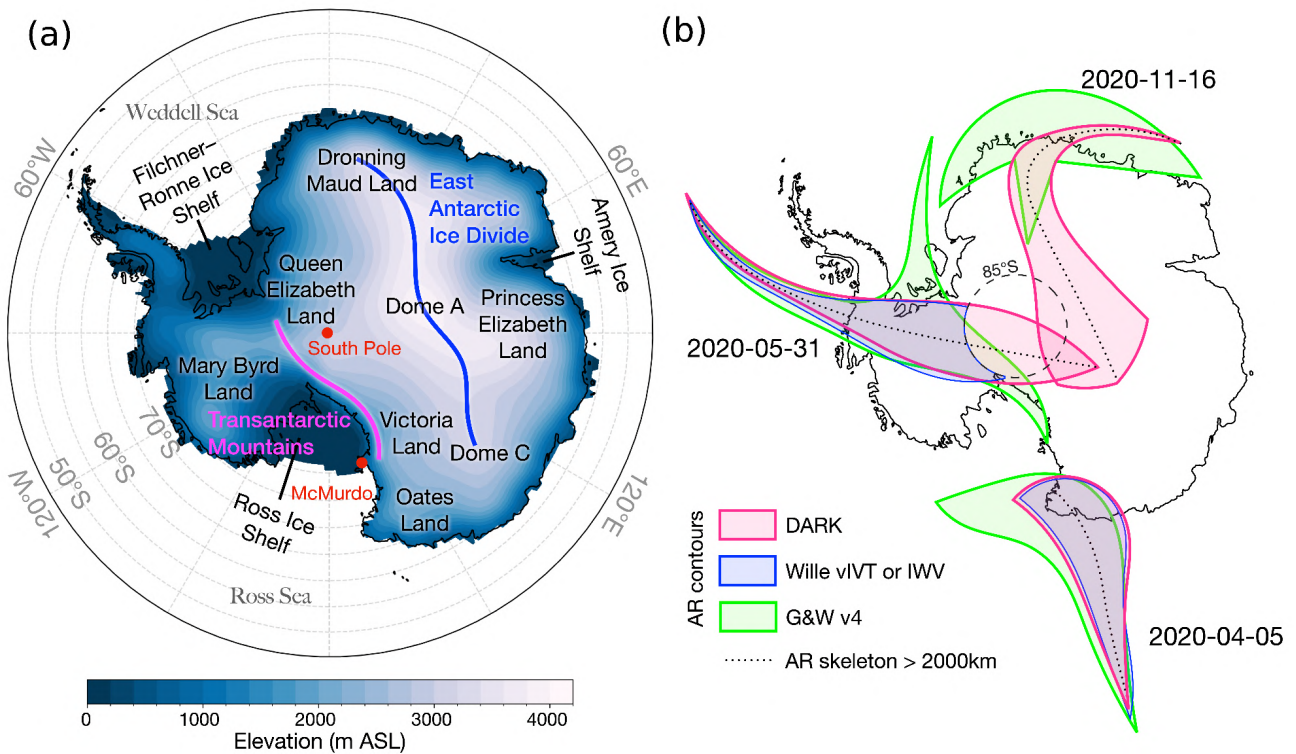 (a)
Weddell Sea
60°W
Filchner–
Ronne Ice
Shelf
Dronning
Maud Land
East
Antarctic
Ice Divide
60°E
Amery Ice
Shelf
Queen
Elizabeth
Land
Dome A
Princess
Elizabeth
Land
South Pole
Mary Byrd
Land
Transantarctic
Mountains
Victoria
Land
Dome C
70°S
60°S
50°S
120°W
McMurdo
Ross Ice
Shelf
Oates
Land
120°E
Ross Sea
0 1000 2000 3000 4000
Elevation (m ASL)
(b)
2020-11-16
85°S
2020-05-31
AR contours
DARK
Wille vIVT or IWV
G&W v4
AR skeleton > 2000km
2020-04-05